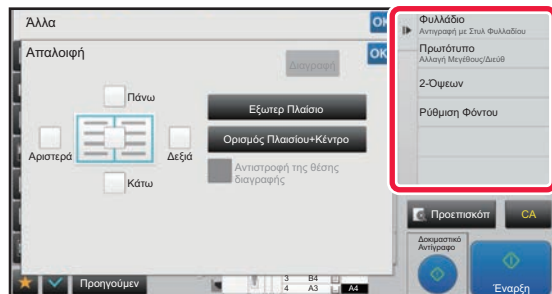 Άλλα
OK
Απαλοιφή
OK
Διαγραφή
Πάνω
Εξωτερ Πλαίσιο
Αριστερά
Δεξιά
Ορισμός Πλαισίου+Κέντρο
Αντιστροφή της θέσης
διαγραφής
Κάτω
Φυλλάδιο
Αντιγραφή με Στυλ Φυλλαδίου
Πρωτότυπο
Αλλαγή Μεγέθους/Διεύθ
2-Όψεων
Ρύθμιση Φόντου
Προεπισκόπ
CA
Δοκιμαστικό
Αντίγραφο
Έναρξη
Προηγούμεν
3 B4
4 A3
A4